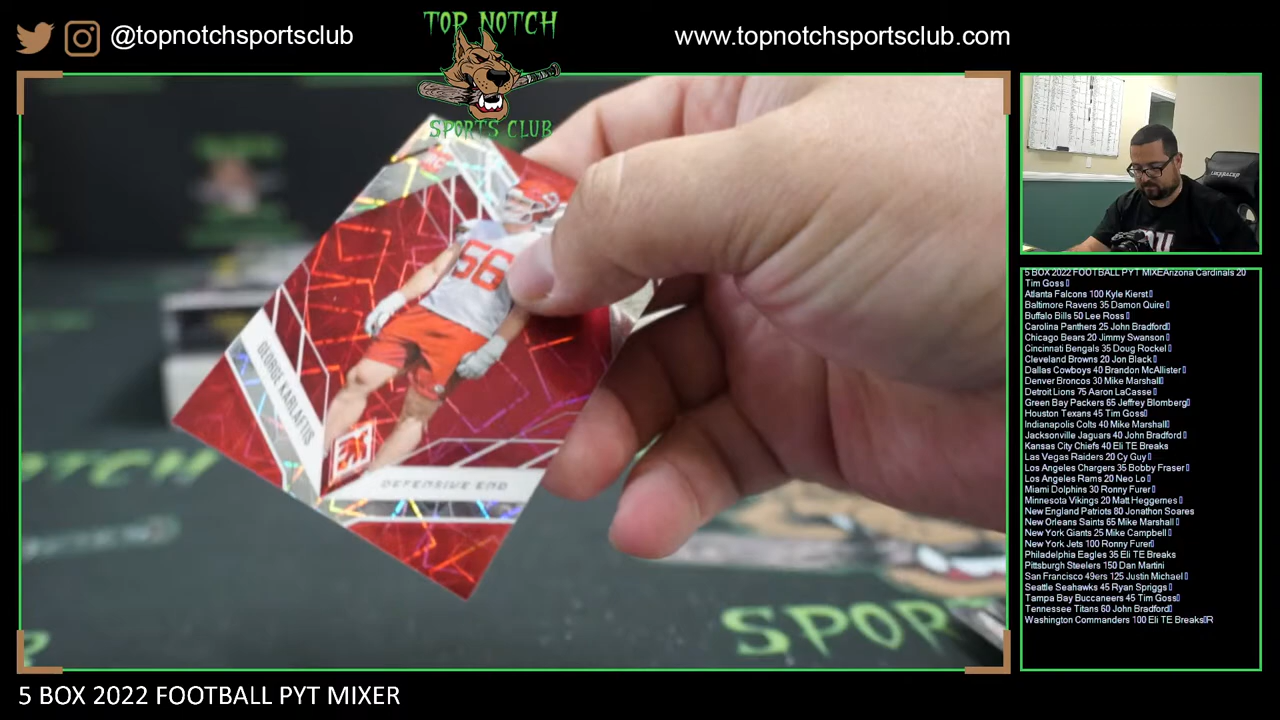 @topnotchsportsclub
TOP NOTCH
SPORTS CLUB
www.topnotchsportsclub.com
56
GEORGE KARLAFTIS
DEFENSIVE END
SPOR
5 BOX 2022 FOOTBALL PYT MIXEArizona Cardinals 20
Tim Goss
Atlanta Falcons 100 Kyle Kierst
Baltimore Ravens 35 Damon Quire
Buffalo Bills 50 Lee Ross
Carolina Panthers 25 John Bradford
Chicago Bears 20 Jimmy Swanson
Cincinnati Bengals 35 Doug Rockel
Cleveland Browns 20 Jon Black
Dallas Cowboys 40 Brandon McAllister
Denver Broncos 30 Mike Marshall
Detroit Lions 75 Aaron LaCasse
Green Bay Packers 65 Jeffrey Blomberg
Houston Texans 45 Tim Goss
Indianapolis Colts 40 Mike Marshall
Jacksonville Jaguars 40 John Bradford
Kansas City Chiefs 40 Eli TE Breaks
Las Vegas Raiders 20 Cy Guy
Los Angeles Chargers 35 Bobby Fraser
Los Angeles Rams 20 Neo Lo
Miami Dolphins 30 Ronny Furer
Minnesota Vikings 20 Matt Heggernes
New England Patriots 80 Jonathon Soares
New Orleans Saints 65 Mike Marshall
New York Giants 25 Mike Campbell
New York Jets 100 Ronny Furer
Philadelphia Eagles 35 Eli TE Breaks
Pittsburgh Steelers 150 Dan Martini
San Francisco 49ers 125 Justin Michael
Seattle Seahawks 45 Ryan Spriggs
Tampa Bay Buccaneers 45 Tim Goss
Tennessee Titans 60 John Bradford
Washington Commanders 100 Eli TE BreaksR
5 BOX 2022 FOOTBALL PYT MIXER